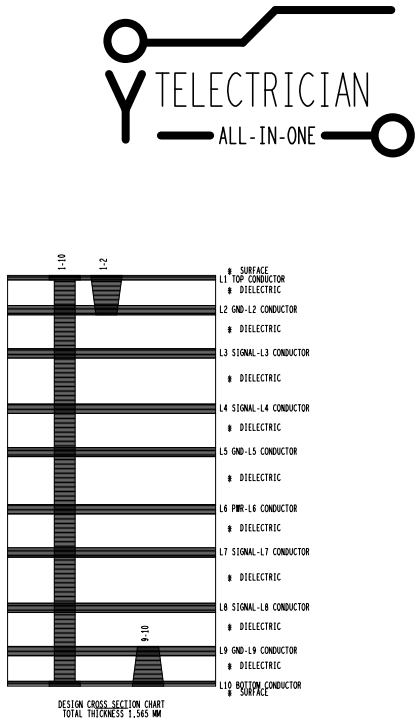 YTELECTRICIAN
ALL-IN-ONE
1-10
1-2
* SURFACE
L1 TOP CONDUCTOR
* DIELECTRIC
L2 GND-L2 CONDUCTOR
* DIELECTRIC
L3 SIGNAL-L3 CONDUCTOR
* DIELECTRIC
L4 SIGNAL-L4 CONDUCTOR
* DIELECTRIC
L5 GND-L5 CONDUCTOR
* DIELECTRIC
L6 PWR-L6 CONDUCTOR
* DIELECTRIC
L7 SIGNAL-L7 CONDUCTOR
* DIELECTRIC
L8 SIGNAL-L8 CONDUCTOR
* DIELECTRIC
9-10
L9 GND-L9 CONDUCTOR
* DIELECTRIC
L10 BOTTOM CONDUCTOR
* SURFACE
DESIGN CROSS SECTION CHART
TOTAL THICKNESS 1,565 MM